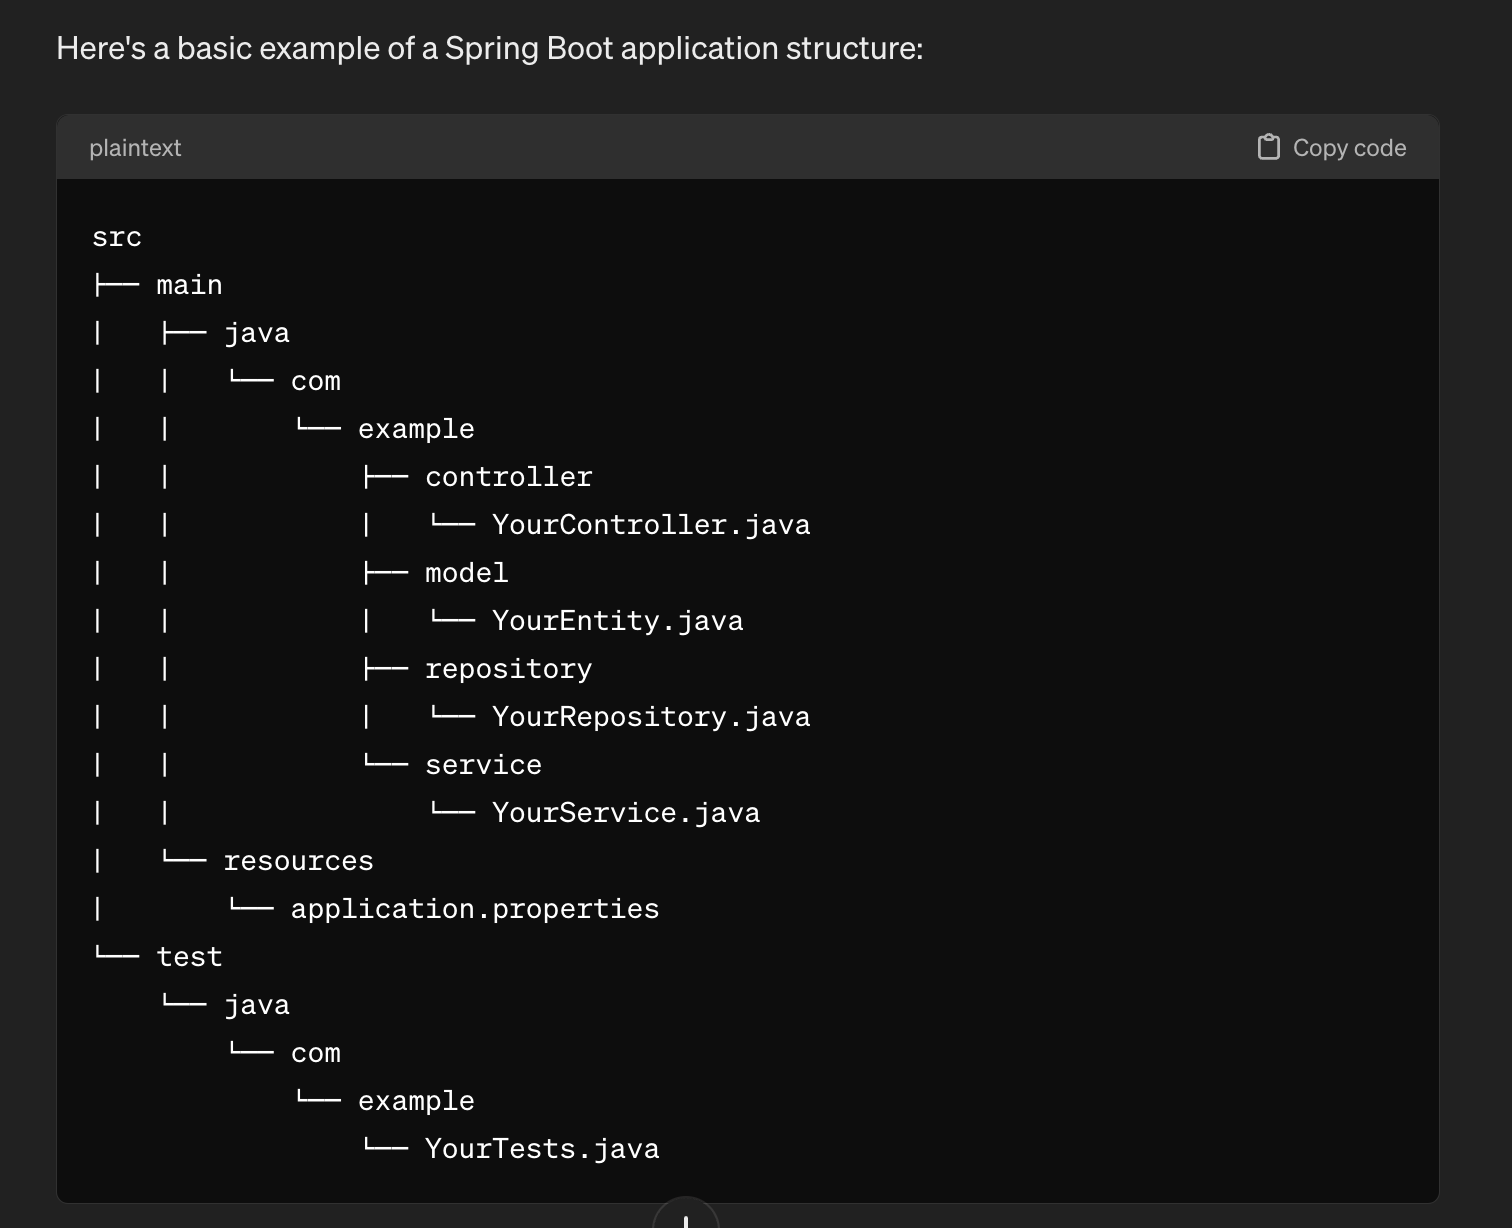 Here's a basic example of a Spring Boot application structure:
plaintext
Copy code
src
├── main
│   ├── java
│   │   └── com
│   │       └── example
│   │           ├── controller
│   │           │   └── YourController.java
│   │           ├── model
│   │           │   └── YourEntity.java
│   │           ├── repository
│   │           │   └── YourRepository.java
│   │           └── service
│   │               └── YourService.java
│   └── resources
│       └── application.properties
└── test
    └── java
        └── com
            └── example
                └── YourTests.java